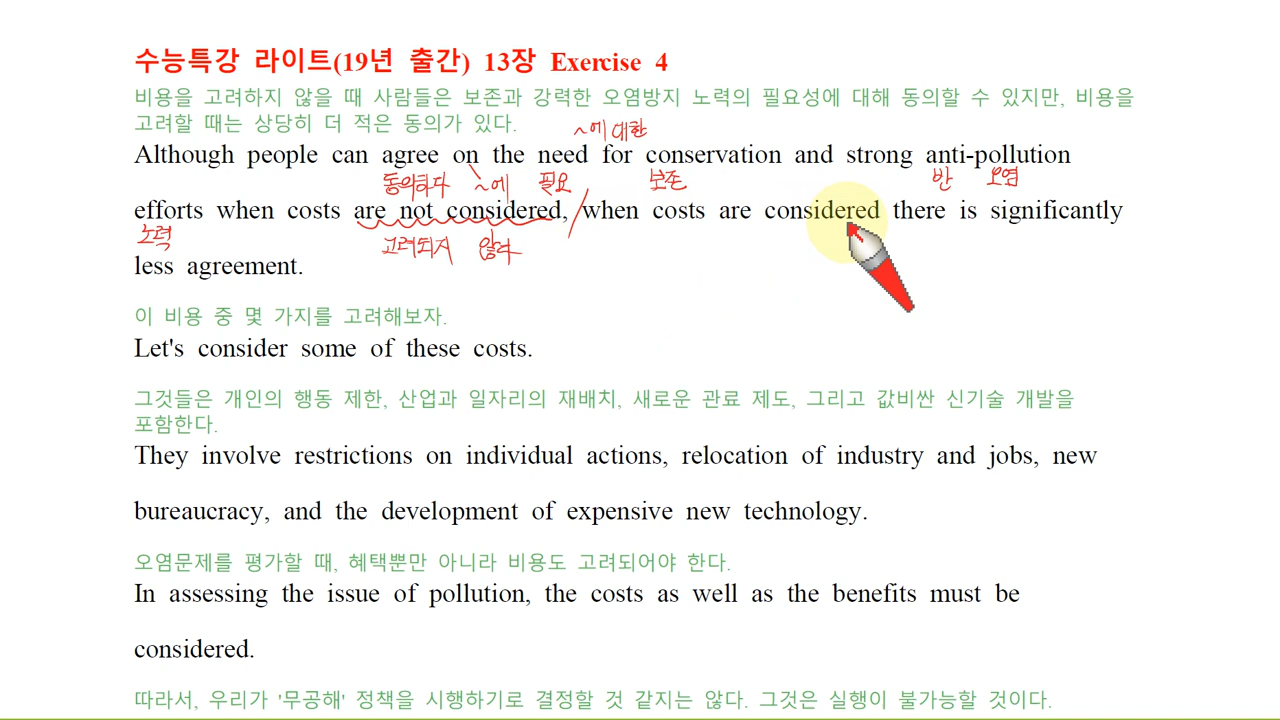 수능특강 라이트(19년 출간) 13장 Exercise 4
비용을 고려하지 않을 때 사람들은 보존과 강력한 오염방지 노력의 필요성에 대해 동의할 수 있지만, 비용을
고려할 때는 상당히 더 적은 동의가 있다.
~에 대한
Although people can agree on the need for conservation and strong anti-pollution
동의하다 ~에 필요 보존 반 오염
efforts when costs are not considered, / when costs are considered there is significantly
노력 고려되지 않다
less agreement.
이 비용 중 몇 가지를 고려해보자.
Let's consider some of these costs.
그것들은 개인의 행동 제한, 산업과 일자리의 재배치, 새로운 관료 제도, 그리고 값비싼 신기술 개발을
포함한다.
They involve restrictions on individual actions, relocation of industry and jobs, new
bureaucracy, and the development of expensive new technology.
오염문제를 평가할 때, 혜택뿐만 아니라 비용도 고려되어야 한다.
In assessing the issue of pollution, the costs as well as the benefits must be
considered.
따라서, 우리가 '무공해' 정책을 시행하기로 결정할 것 같지는 않다. 그것은 실행이 불가능할 것이다.